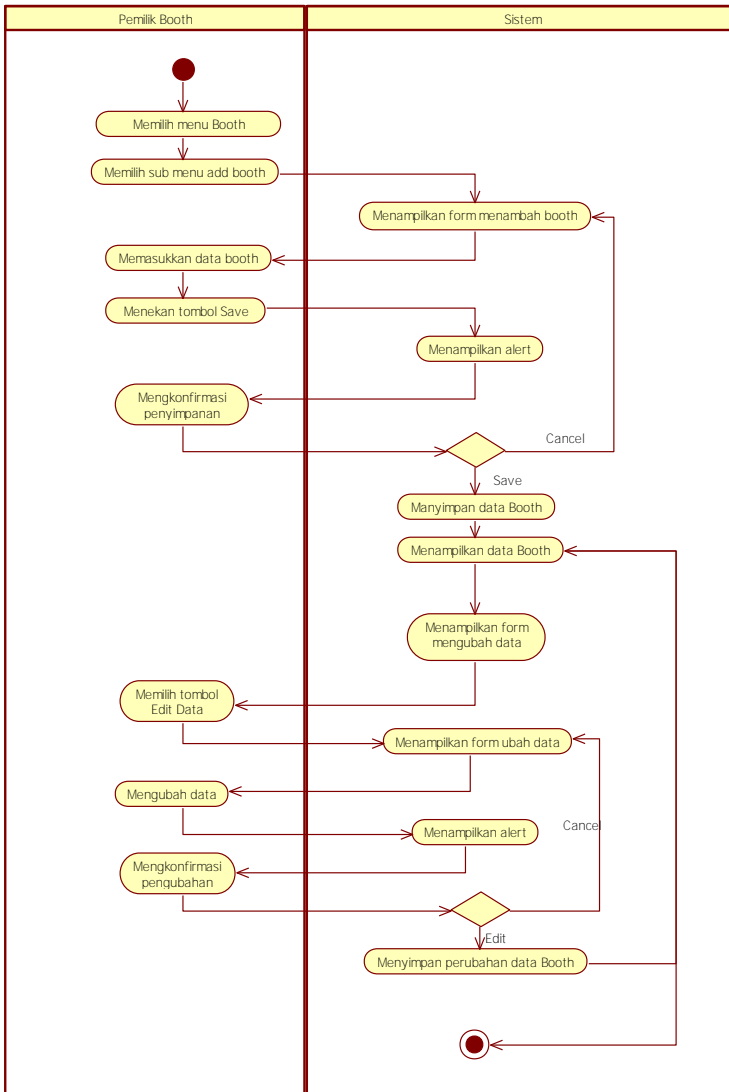 Pemilik Booth
Sistem
Memilih menu Booth
Memilih sub menu add booth
Menampilkan form menambah booth
Memasukkan data booth
Menekan tombol Save
Menampilkan alert
Mengkonfirmasi
penyimpanan
Cancel
Save
Manyimpan data Booth
Menampilkan data Booth
Menampilkan form
mengubah data
Memilih tombol
Edit Data
Menampilkan form ubah data
Mengubah data
Menampilkan alert
Cancel
Mengkonfirmasi
pengubahan
Edit
Menyimpan perubahan data Booth